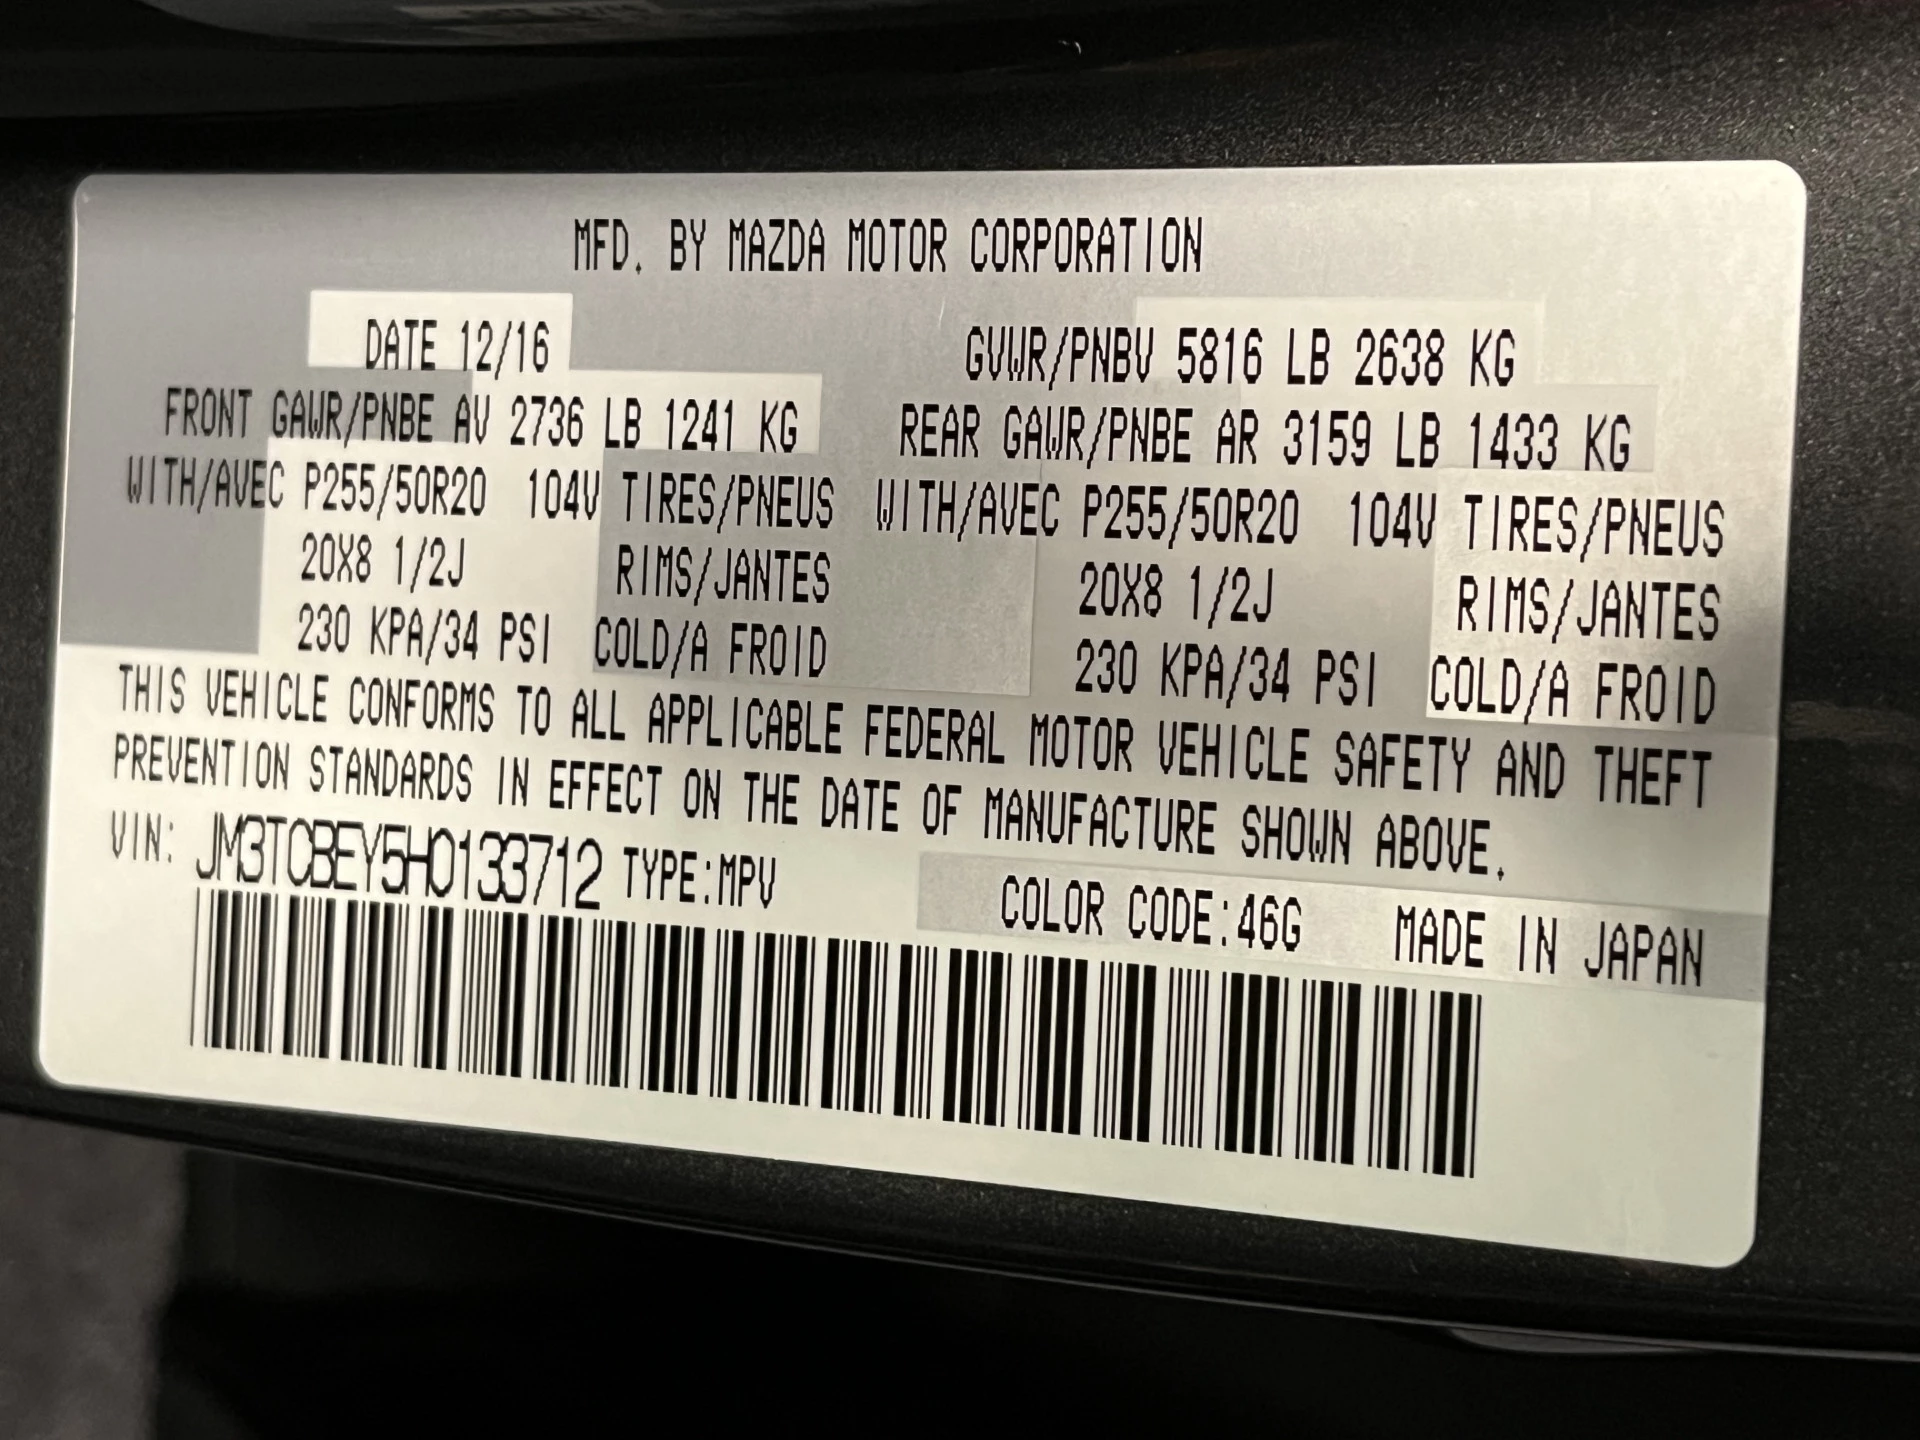 MFD. BY MAZDA MOTOR CORPORATION
DATE 12/16 GVWR/PNBV 5816 LB 2638 KG
FRONT GAWR/PNBE AV 2736 LB 1241 KG REAR GAWR/PNBE AR 3159 LB 1433 KG
WITH/AVEC P255/50R20 104V TIRES/PNEUS WITH/AVEC P255/50R20 104V TIRES/PNEUS
20X8 1/2J RIMS/JANTES 20X8 1/2J RIMS/JANTES
230 KPA/34 PSI COLD/A FROID 230 KPA/34 PSI COLD/A FROID
THIS VEHICLE CONFORMS TO ALL APPLICABLE FEDERAL MOTOR VEHICLE SAFETY AND THEFT
PREVENTION STANDARDS IN EFFECT ON THE DATE OF MANUFACTURE SHOWN ABOVE.
VIN: JM3TCBEY5H0133712 TYPE:MPV
COLOR CODE:46G MADE IN JAPAN